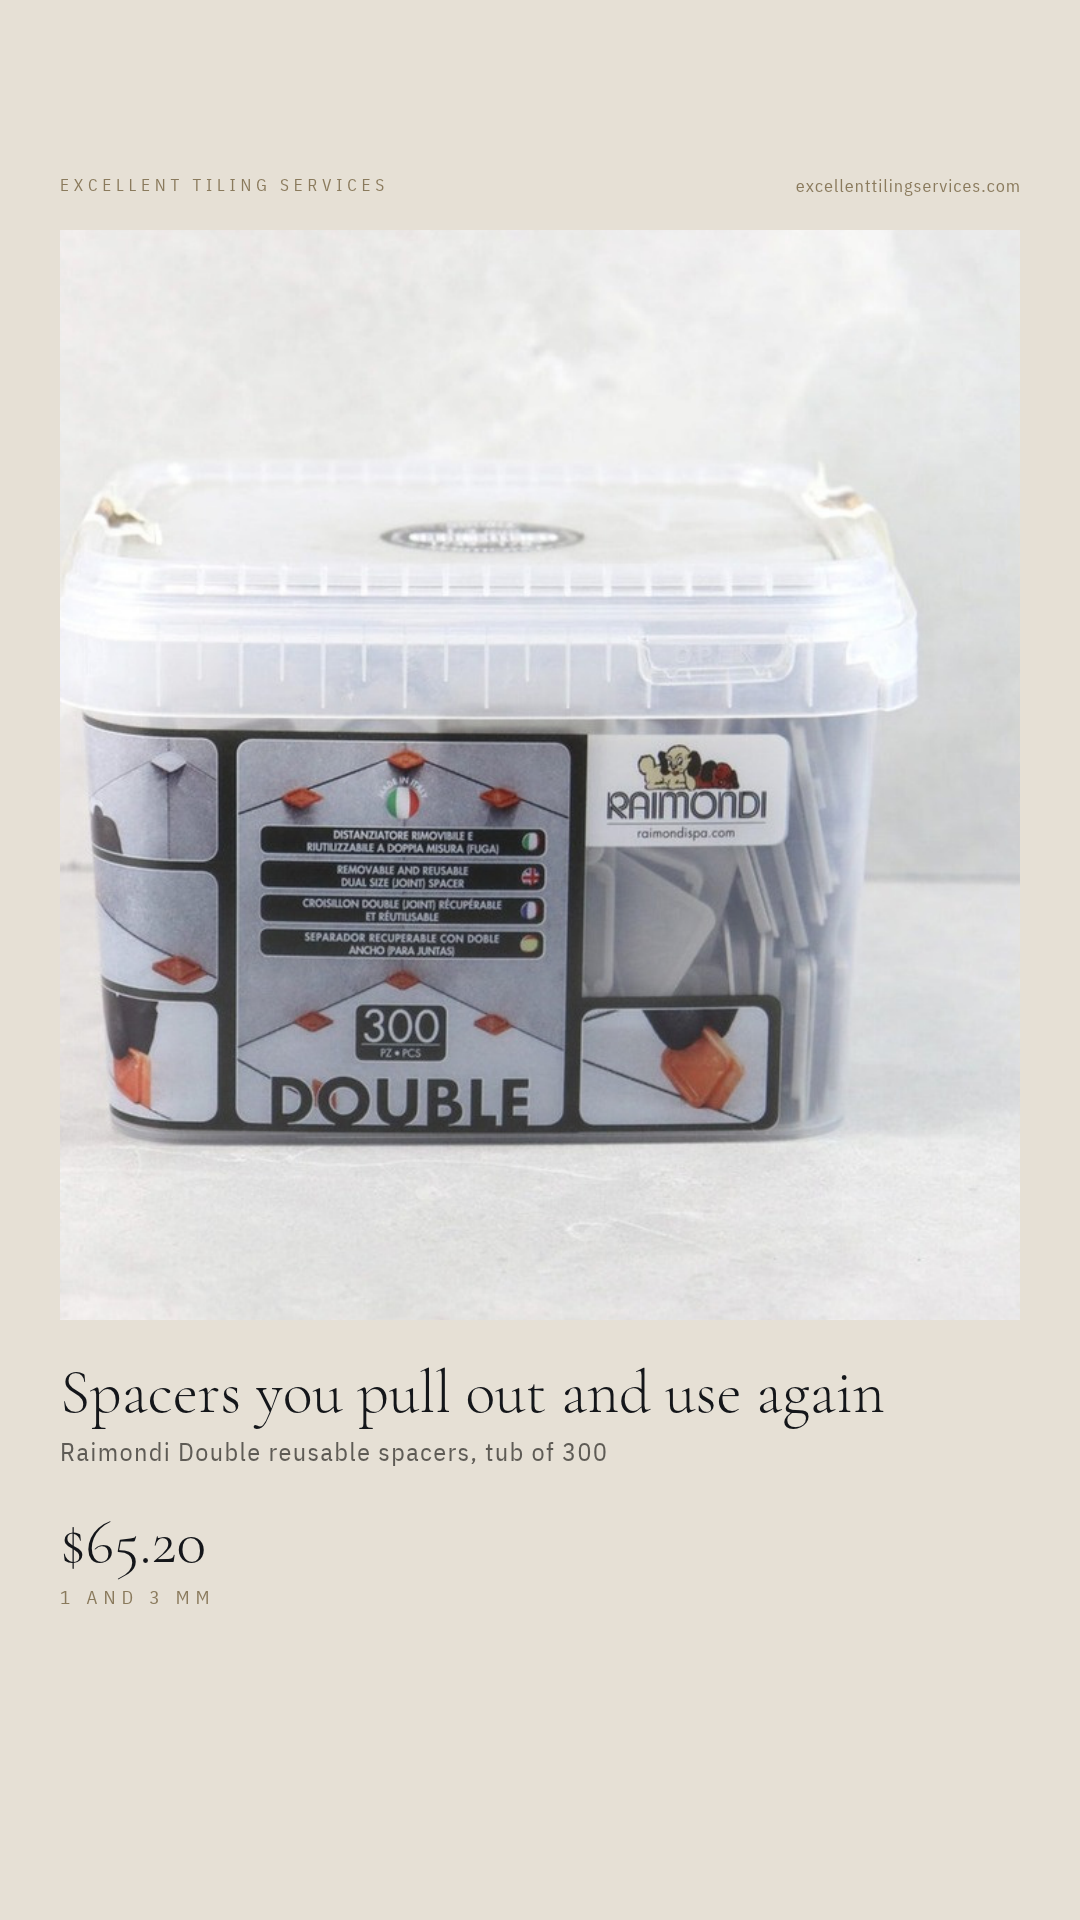 EXCELLENT TILING SERVICES
excellenttilingservices.com
OPEN
MADE IN ITALY
DISTANZIATORE RIMOVIBILE E
RIUTILIZZABILE A DOPPIA MISURA (FUGA)
REMOVABLE AND REUSABLE
DUAL SIZE (JOINT) SPACER
CROISILLON DOUBLE (JOINT) RÉCUPÉRABLE
ET RÉUTILISABLE
SEPARADOR RECUPERABLE CON DOBLE
ANCHO (PARA JUNTAS)
300
PZ • PCS
DOUBLE
RAIMONDI
raimondispa.com
Spacers you pull out and use again
Raimondi Double reusable spacers, tub of 300
$65.20
1 AND 3 MM